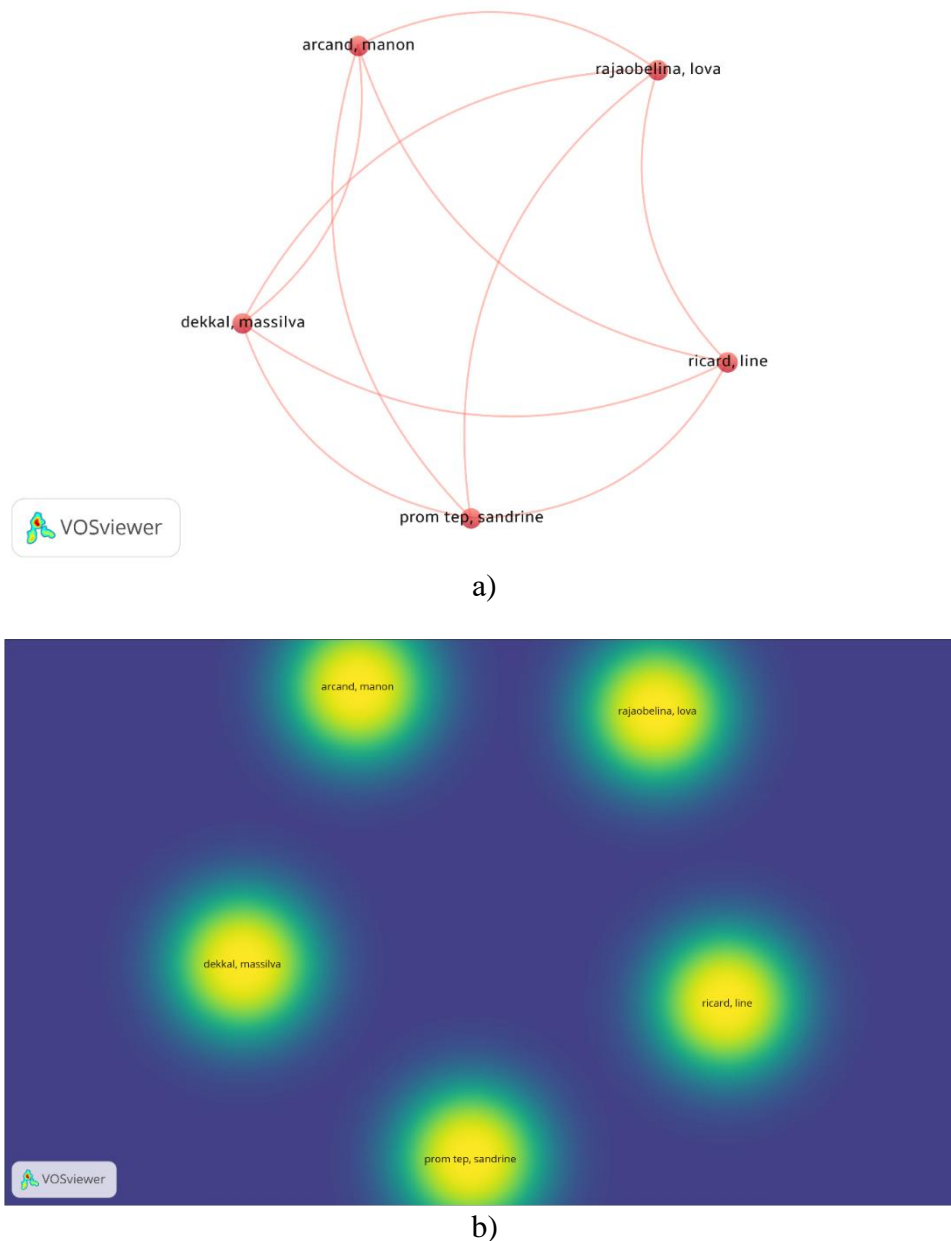 arcand, manon
rajaobelina, lova
dekkal, massilva
ricard, line
prom tep, sandrine
VOSviewer
a)
arcand, manon
rajaobelina, lova
dekkal, massilva
ricard, line
prom tep, sandrine
VOSviewer
b)